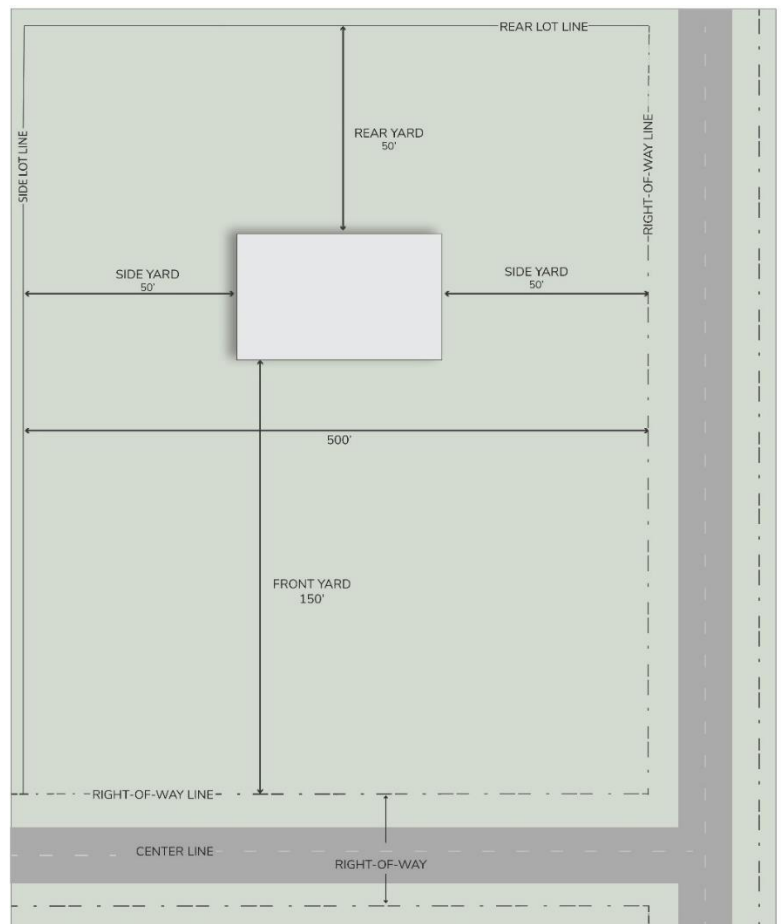 REAR LOT LINE
SIDE LOT LINE
RIGHT-OF-WAY LINE
REAR YARD
50'
SIDE YARD
50'
SIDE YARD
50'
500'
FRONT YARD
150'
RIGHT-OF-WAY LINE
CENTER LINE
RIGHT-OF-WAY